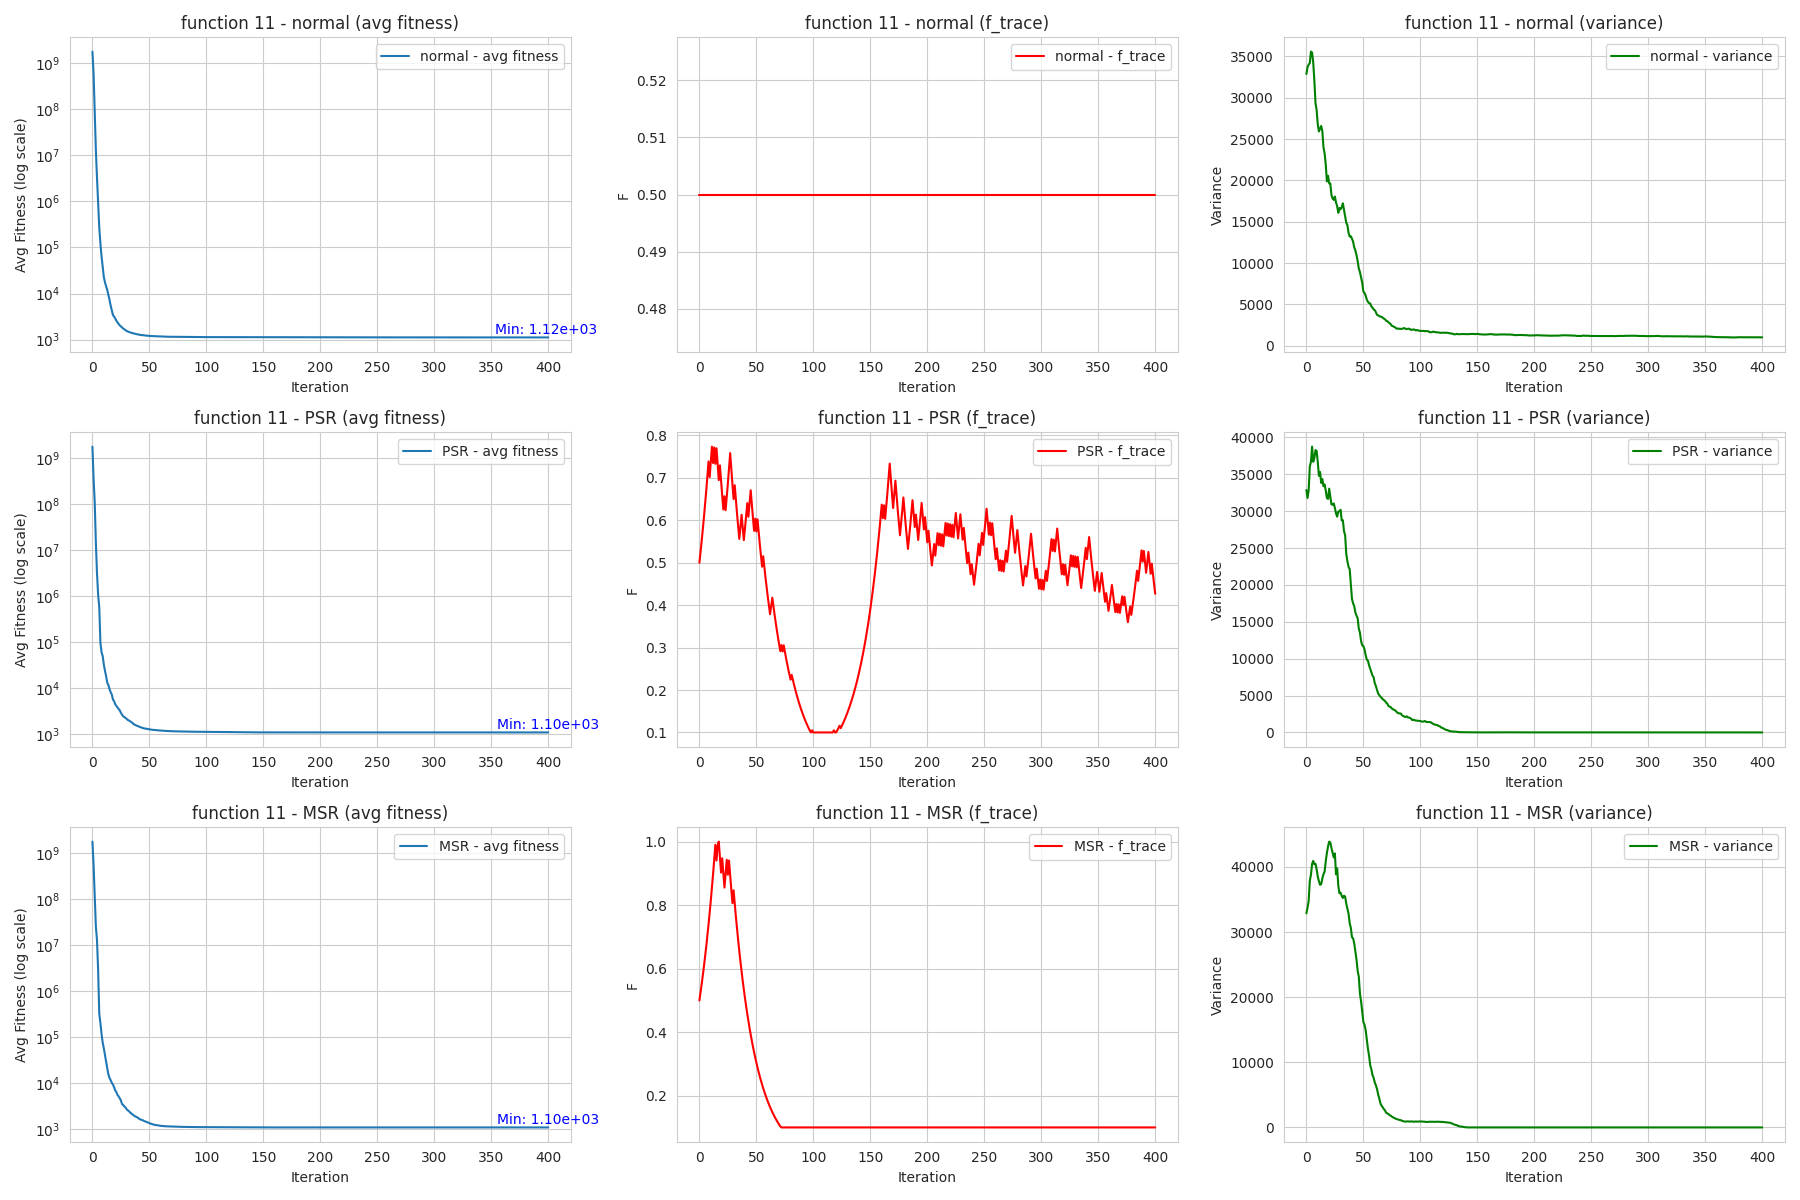 function 11 - normal (avg fitness)
normal - avg fitness
Avg Fitness (log scale)
10⁹
10⁸
10⁷
10⁶
10⁵
10⁴
10³
Min: 1.12e+03
0 50 100 150 200 250 300 350 400
Iteration
function 11 - normal (f_trace)
normal - f_trace
F
0.52
0.51
0.50
0.49
0.48
0 50 100 150 200 250 300 350 400
Iteration
function 11 - normal (variance)
normal - variance
Variance
35000
30000
25000
20000
15000
10000
5000
0
0 50 100 150 200 250 300 350 400
Iteration
function 11 - PSR (avg fitness)
PSR - avg fitness
Avg Fitness (log scale)
10⁹
10⁸
10⁷
10⁶
10⁵
10⁴
10³
Min: 1.10e+03
0 50 100 150 200 250 300 350 400
Iteration
function 11 - PSR (f_trace)
PSR - f_trace
F
0.8
0.7
0.6
0.5
0.4
0.3
0.2
0.1
0 50 100 150 200 250 300 350 400
Iteration
function 11 - PSR (variance)
PSR - variance
Variance
40000
35000
30000
25000
20000
15000
10000
5000
0
0 50 100 150 200 250 300 350 400
Iteration
function 11 - MSR (avg fitness)
MSR - avg fitness
Avg Fitness (log scale)
10⁹
10⁸
10⁷
10⁶
10⁵
10⁴
10³
Min: 1.10e+03
0 50 100 150 200 250 300 350 400
Iteration
function 11 - MSR (f_trace)
MSR - f_trace
F
1.0
0.8
0.6
0.4
0.2
0 50 100 150 200 250 300 350 400
Iteration
function 11 - MSR (variance)
MSR - variance
Variance
40000
30000
20000
10000
0
0 50 100 150 200 250 300 350 400
Iteration